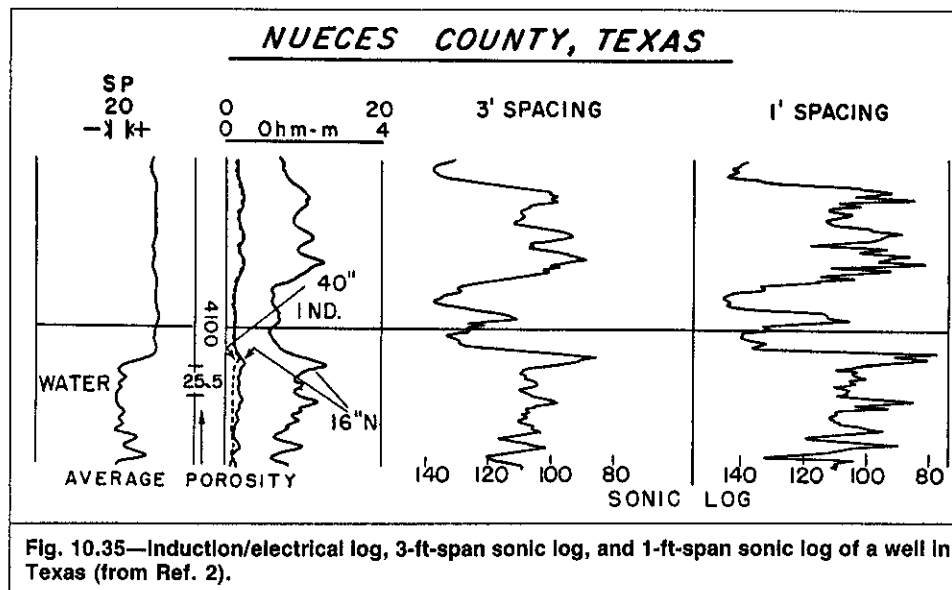 NUECES COUNTY, TEXAS
SP
20
- +
0 20
0 Ohm-m 4
3' SPACING
1' SPACING
40"
IND.
4100
WATER
25.5
16"N
140 120 100 80
140 120 100 80
AVERAGE POROSITY
SONIC LOG
Fig. 10.35—Induction/electrical log, 3-ft-span sonic log, and 1-ft-span sonic log of a well in
Texas (from Ref. 2).